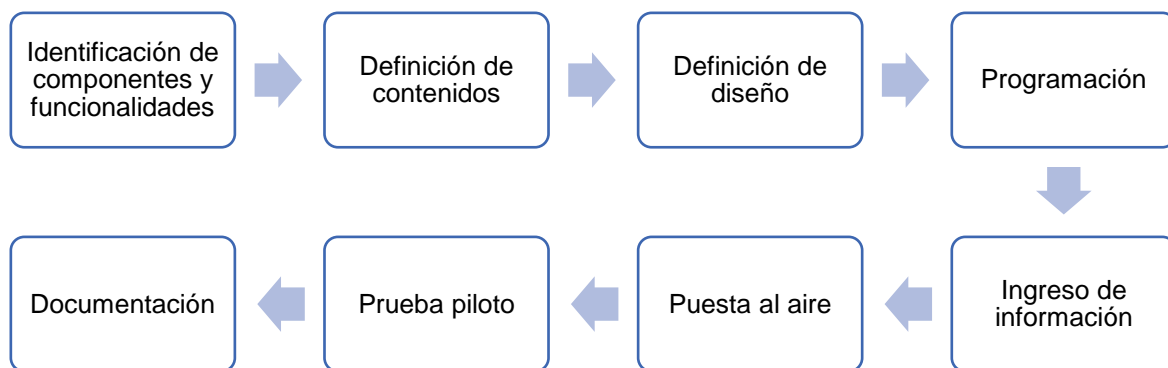 Identificación de
componentes y
funcionalidades
Definición de
contenidos
Definición de
diseño
Programación
Ingreso de
información
Puesta al aire
Prueba piloto
Documentación